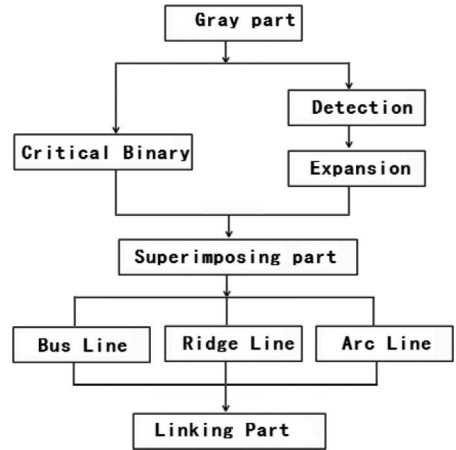 Gray part
Detection
Critical Binary
Expansion
Superimposing part
Bus Line
Ridge Line
Arc Line
Linking Part